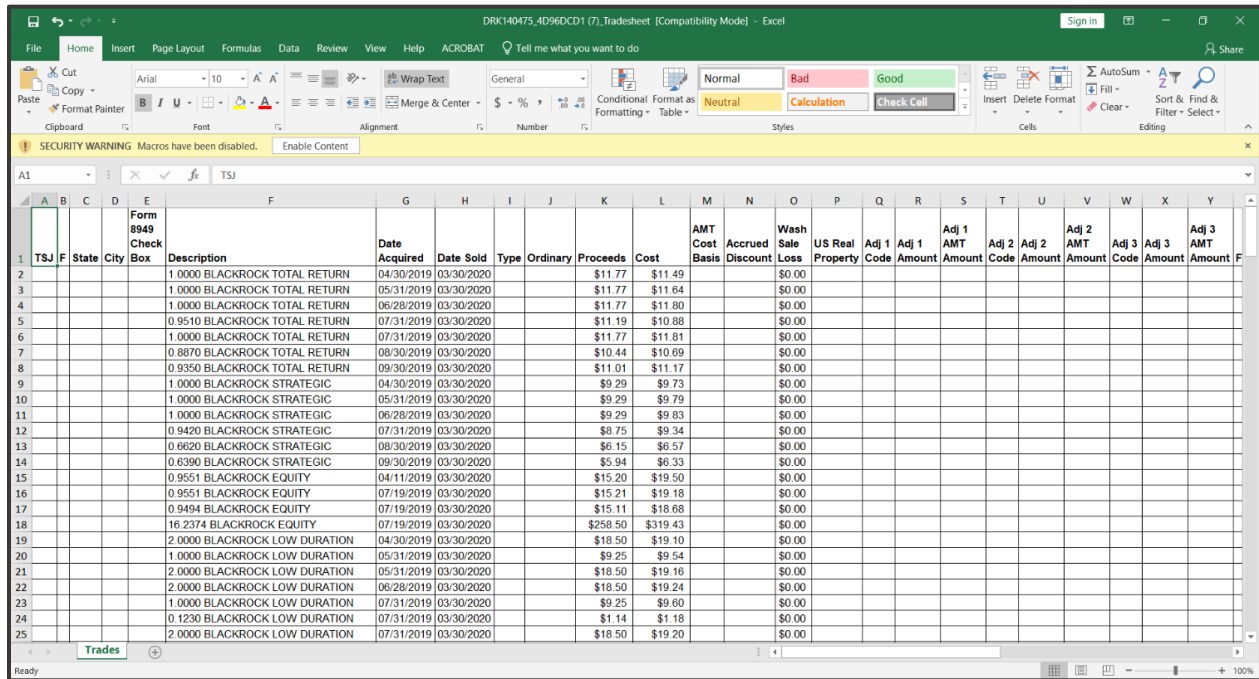 DRK140475_4D96DCD1 (7)_Tradesheet [Compatibility Mode] - Excel
Sign in
File Home Insert Page Layout Formulas Data Review View Help ACROBAT Tell me what you want to do Share
Cut
Copy
Format Painter
Paste
Clipboard
Arial 10
B I U
Font
Wrap Text
Merge & Center
Alignment
General
$ % ,
Number
Conditional Formatting
Format as Table
Normal Bad Good
Neutral Calculation Check Cell
Styles
Insert Delete Format
Cells
AutoSum
Fill
Clear
Sort & Filter
Find & Select
Editing
SECURITY WARNING Macros have been disabled. Enable Content
A1 fx TSJ
A B C D E F G H I J K L M N O P Q R S T U V W X Y
1 TSJ F State City Form 8949 Check Box Description Date Acquired Date Sold Type Ordinary Proceeds Cost AMT Cost Basis Accrued Discount Wash Sale Loss US Real Property Adj 1 Code Adj 1 Amount Adj 1 AMT Amount Adj 2 Code Adj 2 Amount Adj 2 AMT Amount Adj 3 Code Adj 3 Amount Adj 3 AMT Amount F
2 1.0000 BLACKROCK TOTAL RETURN 04/30/2019 03/30/2020 $11.77 $11.49 $0.00
3 1.0000 BLACKROCK TOTAL RETURN 05/31/2019 03/30/2020 $11.77 $11.64 $0.00
4 1.0000 BLACKROCK TOTAL RETURN 06/28/2019 03/30/2020 $11.77 $11.80 $0.00
5 0.9510 BLACKROCK TOTAL RETURN 07/31/2019 03/30/2020 $11.19 $10.88 $0.00
6 1.0000 BLACKROCK TOTAL RETURN 07/31/2019 03/30/2020 $11.77 $11.81 $0.00
7 0.8870 BLACKROCK TOTAL RETURN 08/30/2019 03/30/2020 $10.44 $10.69 $0.00
8 0.9350 BLACKROCK TOTAL RETURN 09/30/2019 03/30/2020 $11.01 $11.17 $0.00
9 1.0000 BLACKROCK STRATEGIC 04/30/2019 03/30/2020 $9.29 $9.73 $0.00
10 1.0000 BLACKROCK STRATEGIC 05/31/2019 03/30/2020 $9.29 $9.79 $0.00
11 1.0000 BLACKROCK STRATEGIC 06/28/2019 03/30/2020 $9.29 $9.83 $0.00
12 0.9420 BLACKROCK STRATEGIC 07/31/2019 03/30/2020 $8.75 $9.34 $0.00
13 0.6620 BLACKROCK STRATEGIC 08/30/2019 03/30/2020 $6.15 $6.57 $0.00
14 0.6390 BLACKROCK STRATEGIC 09/30/2019 03/30/2020 $5.94 $6.33 $0.00
15 0.9551 BLACKROCK EQUITY 04/11/2019 03/30/2020 $15.20 $19.50 $0.00
16 0.9551 BLACKROCK EQUITY 07/19/2019 03/30/2020 $15.21 $19.18 $0.00
17 0.9494 BLACKROCK EQUITY 07/19/2019 03/30/2020 $15.11 $18.68 $0.00
18 16.2374 BLACKROCK EQUITY 07/19/2019 03/30/2020 $258.50 $319.43 $0.00
19 2.0000 BLACKROCK LOW DURATION 04/30/2019 03/30/2020 $18.50 $19.10 $0.00
20 1.0000 BLACKROCK LOW DURATION 05/31/2019 03/30/2020 $9.25 $9.54 $0.00
21 2.0000 BLACKROCK LOW DURATION 05/31/2019 03/30/2020 $18.50 $19.16 $0.00
22 2.0000 BLACKROCK LOW DURATION 06/28/2019 03/30/2020 $18.50 $19.24 $0.00
23 1.0000 BLACKROCK LOW DURATION 07/31/2019 03/30/2020 $9.25 $9.60 $0.00
24 0.1230 BLACKROCK LOW DURATION 07/31/2019 03/30/2020 $1.14 $1.18 $0.00
25 2.0000 BLACKROCK LOW DURATION 07/31/2019 03/30/2020 $18.50 $19.20 $0.00
Trades
Ready 100%